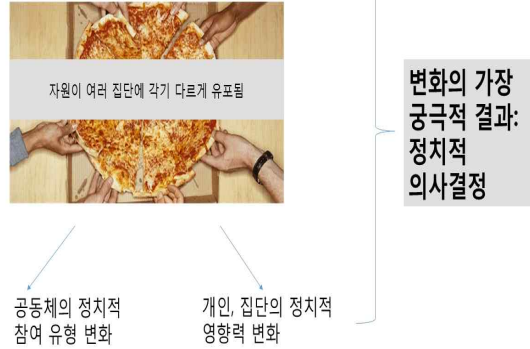 자원이 여러 집단에 각기 다르게 유포됨
변화의 가장
궁극적 결과:
정치적
의사결정
공동체의 정치적
참여 유형 변화
개인, 집단의 정치적
영향력 변화